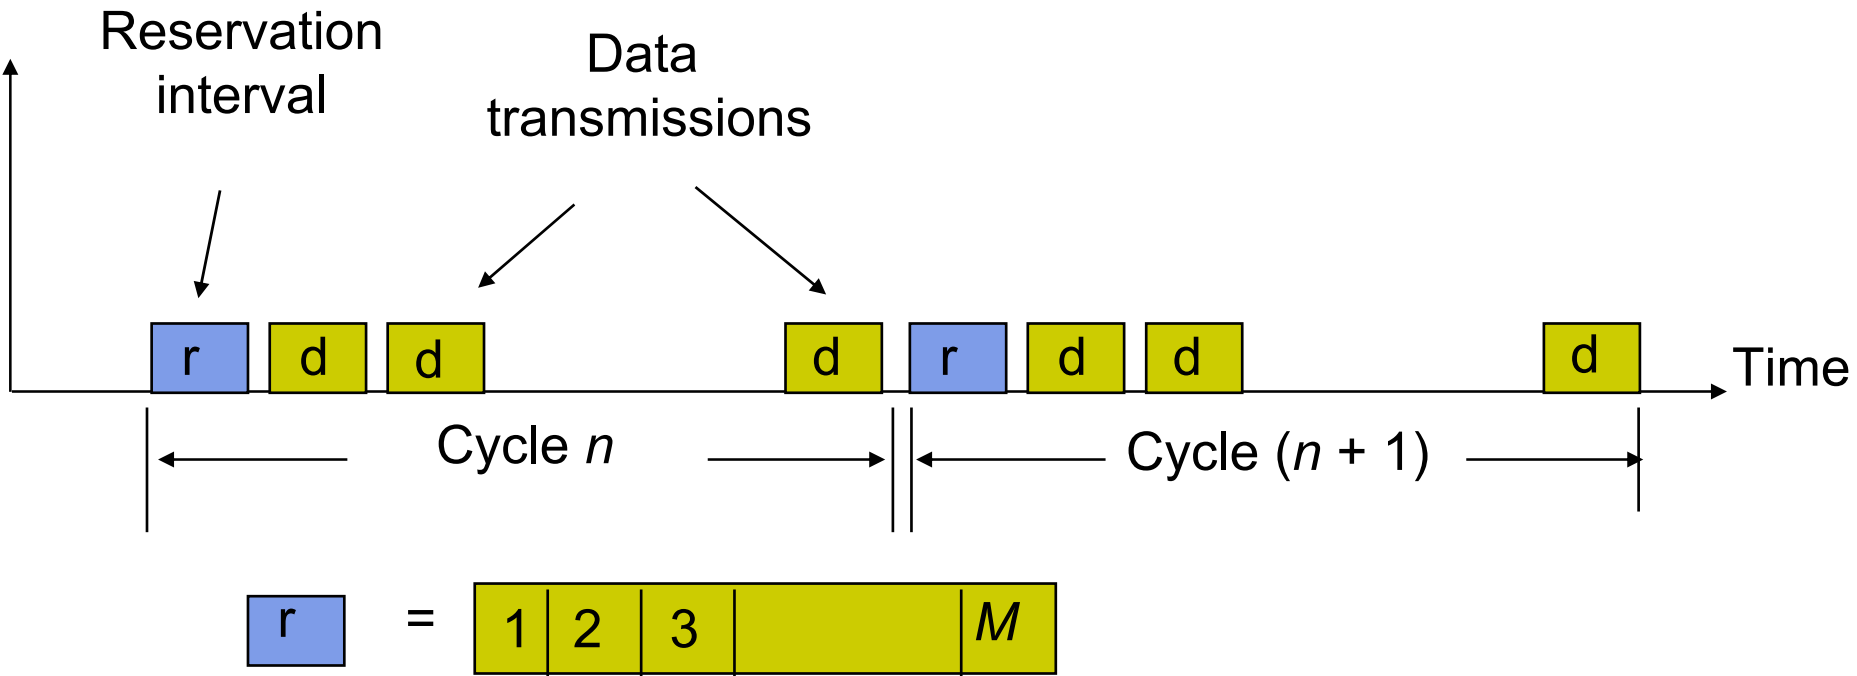 Reservation
interval
Data
transmissions
r d d d r d d d
Time
Cycle n
Cycle (n + 1)
r = 1 2 3 M